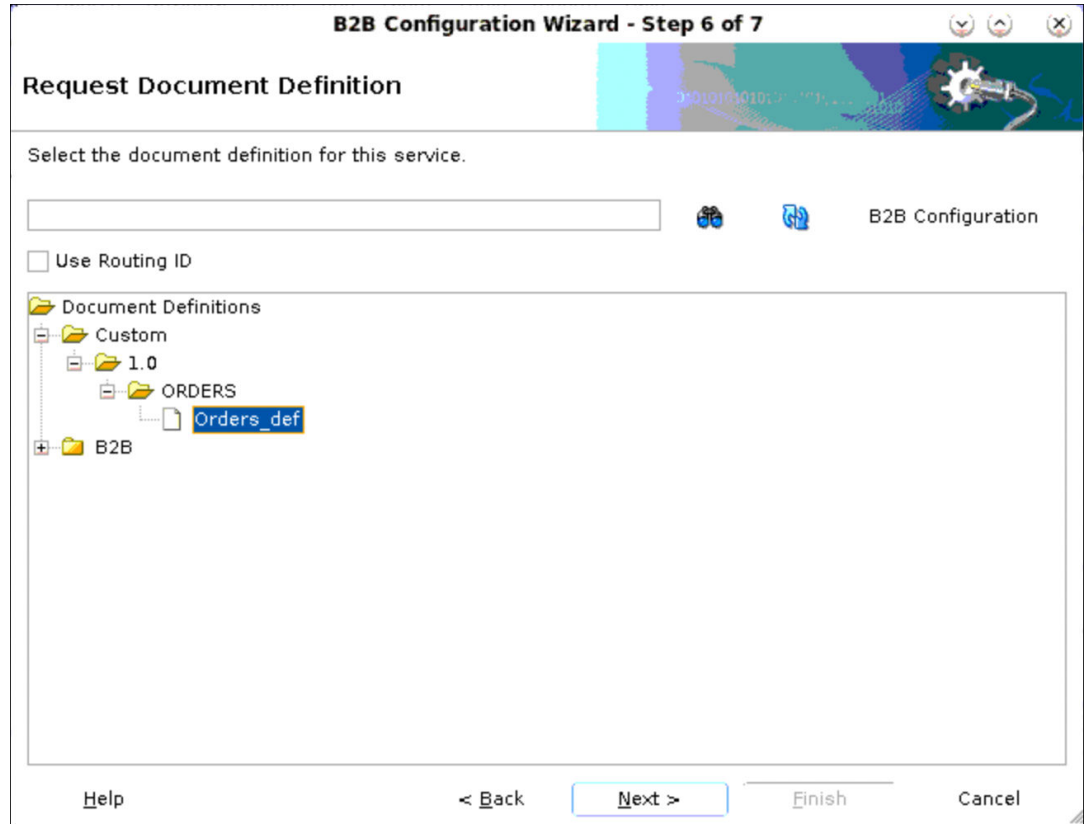 B2B Configuration Wizard - Step 6 of 7
Request Document Definition
Select the document definition for this service.
B2B Configuration
Use Routing ID
Document Definitions
Custom
1.0
ORDERS
Orders_def
B2B
Help
< Back
Next >
Finish
Cancel